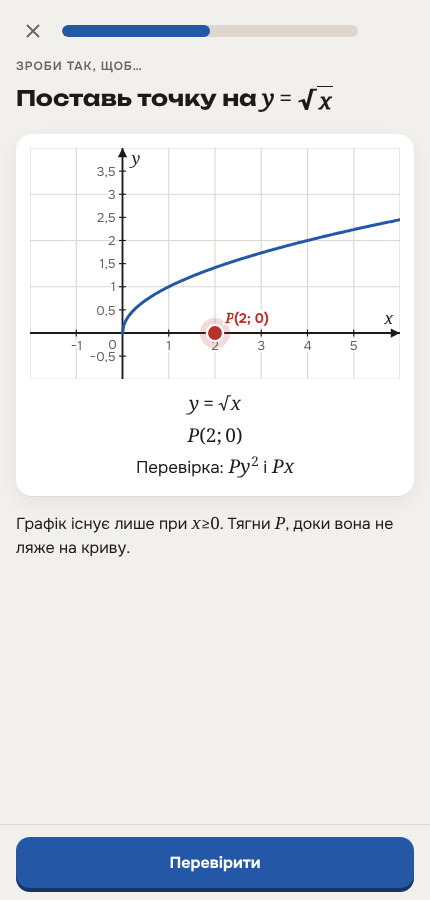 ЗРОБИ ТАК, ЩОБ...
Поставь точку на y = √x
y
3,5
3
2,5
2
1,5
1
0,5
P(2; 0)
x
-1
0
1
2
3
4
5
-0,5
y = √x
P(2; 0)
Перевірка: Py² і Px
Графік існує лише при x≥0. Тягни P, доки вона не
ляже на криву.
Перевірити